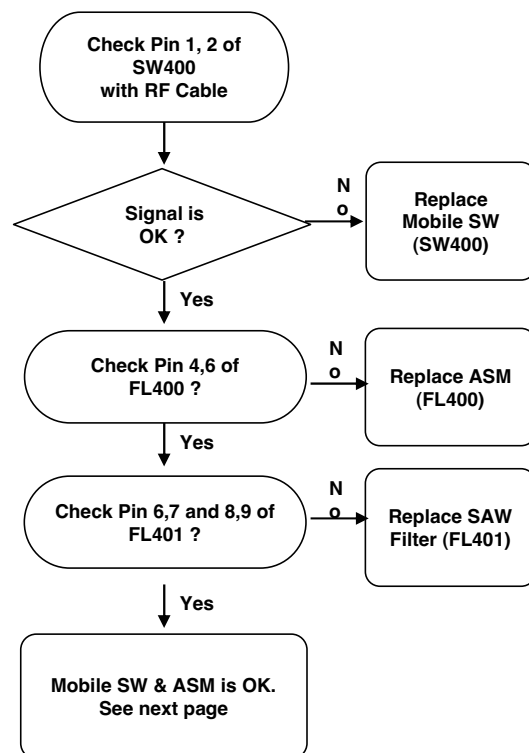 Check Pin 1, 2 of
SW400
with RF Cable
Signal is
OK ?
N
o
Replace
Mobile SW
(SW400)
Yes
Check Pin 4,6 of
FL400 ?
N
o
Replace ASM
(FL400)
Yes
Check Pin 6,7 and 8,9 of
FL401 ?
N
o
Replace SAW
Filter (FL401)
Yes
Mobile SW & ASM is OK.
See next page